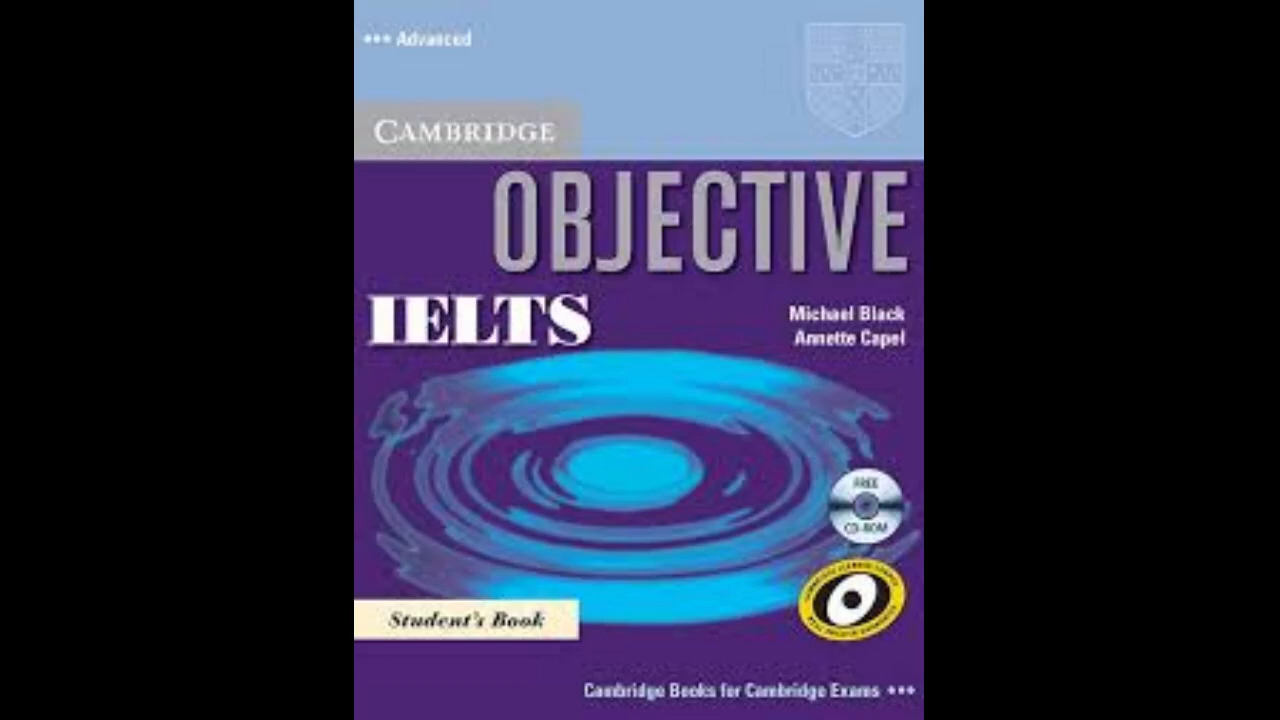 ••• Advanced
CAMBRIDGE
OBJECTIVE
IELTS
Michael Black
Annette Capel
FREE
CD-ROM
Student's Book
Cambridge Books for Cambridge Exams •••